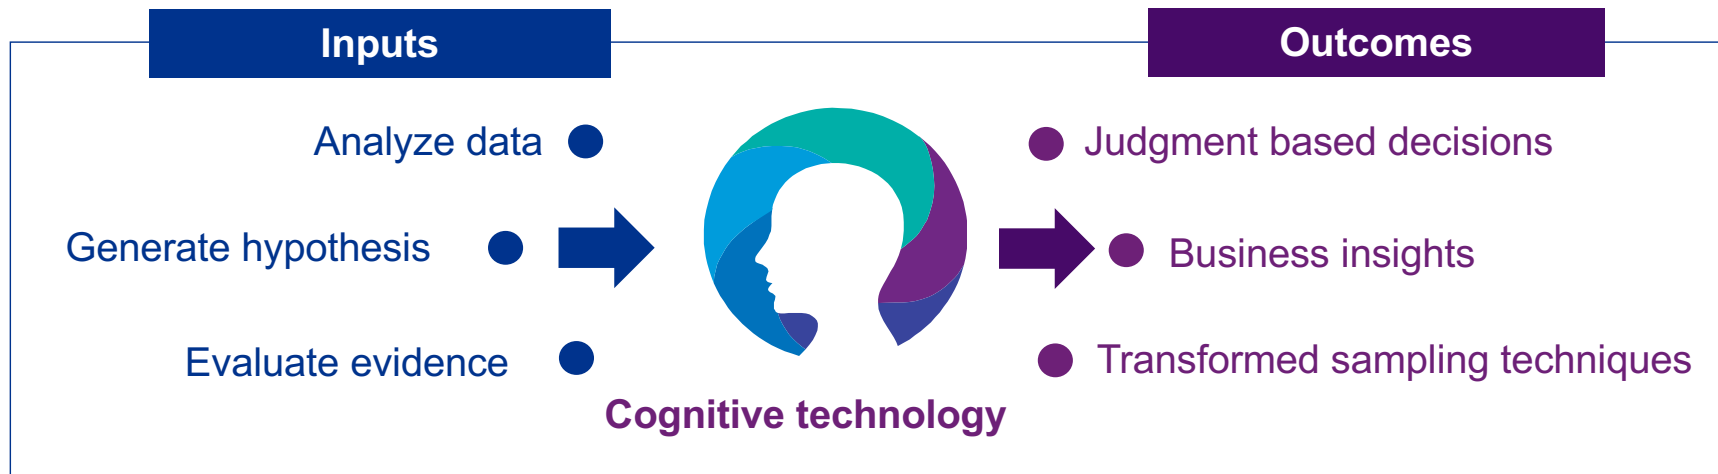 Inputs
Outcomes
Analyze data
Generate hypothesis
Evaluate evidence
Cognitive technology
Judgment based decisions
Business insights
Transformed sampling techniques